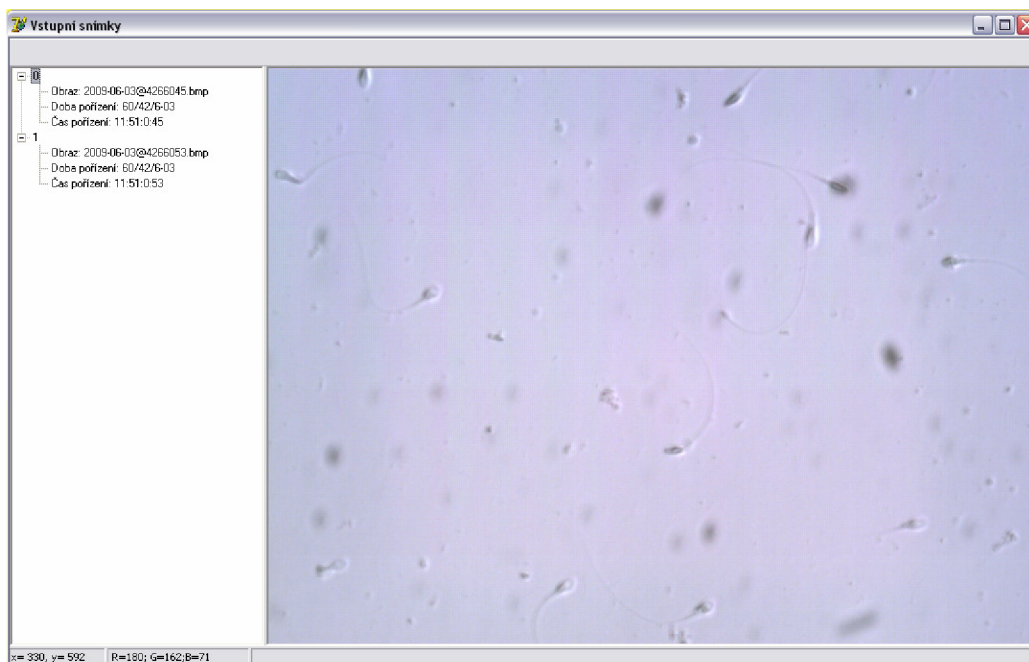 Vstupní snímky
0
Obraz: 2009-06-03@4266045.bmp
Doba pořízení: 60/42/6-03
Čas pořízení: 11:51:0:45
1
Obraz: 2009-06-03@4266053.bmp
Doba pořízení: 60/42/6-03
Čas pořízení: 11:51:0:53
x= 330, y= 592 R=180; G=162;B=71